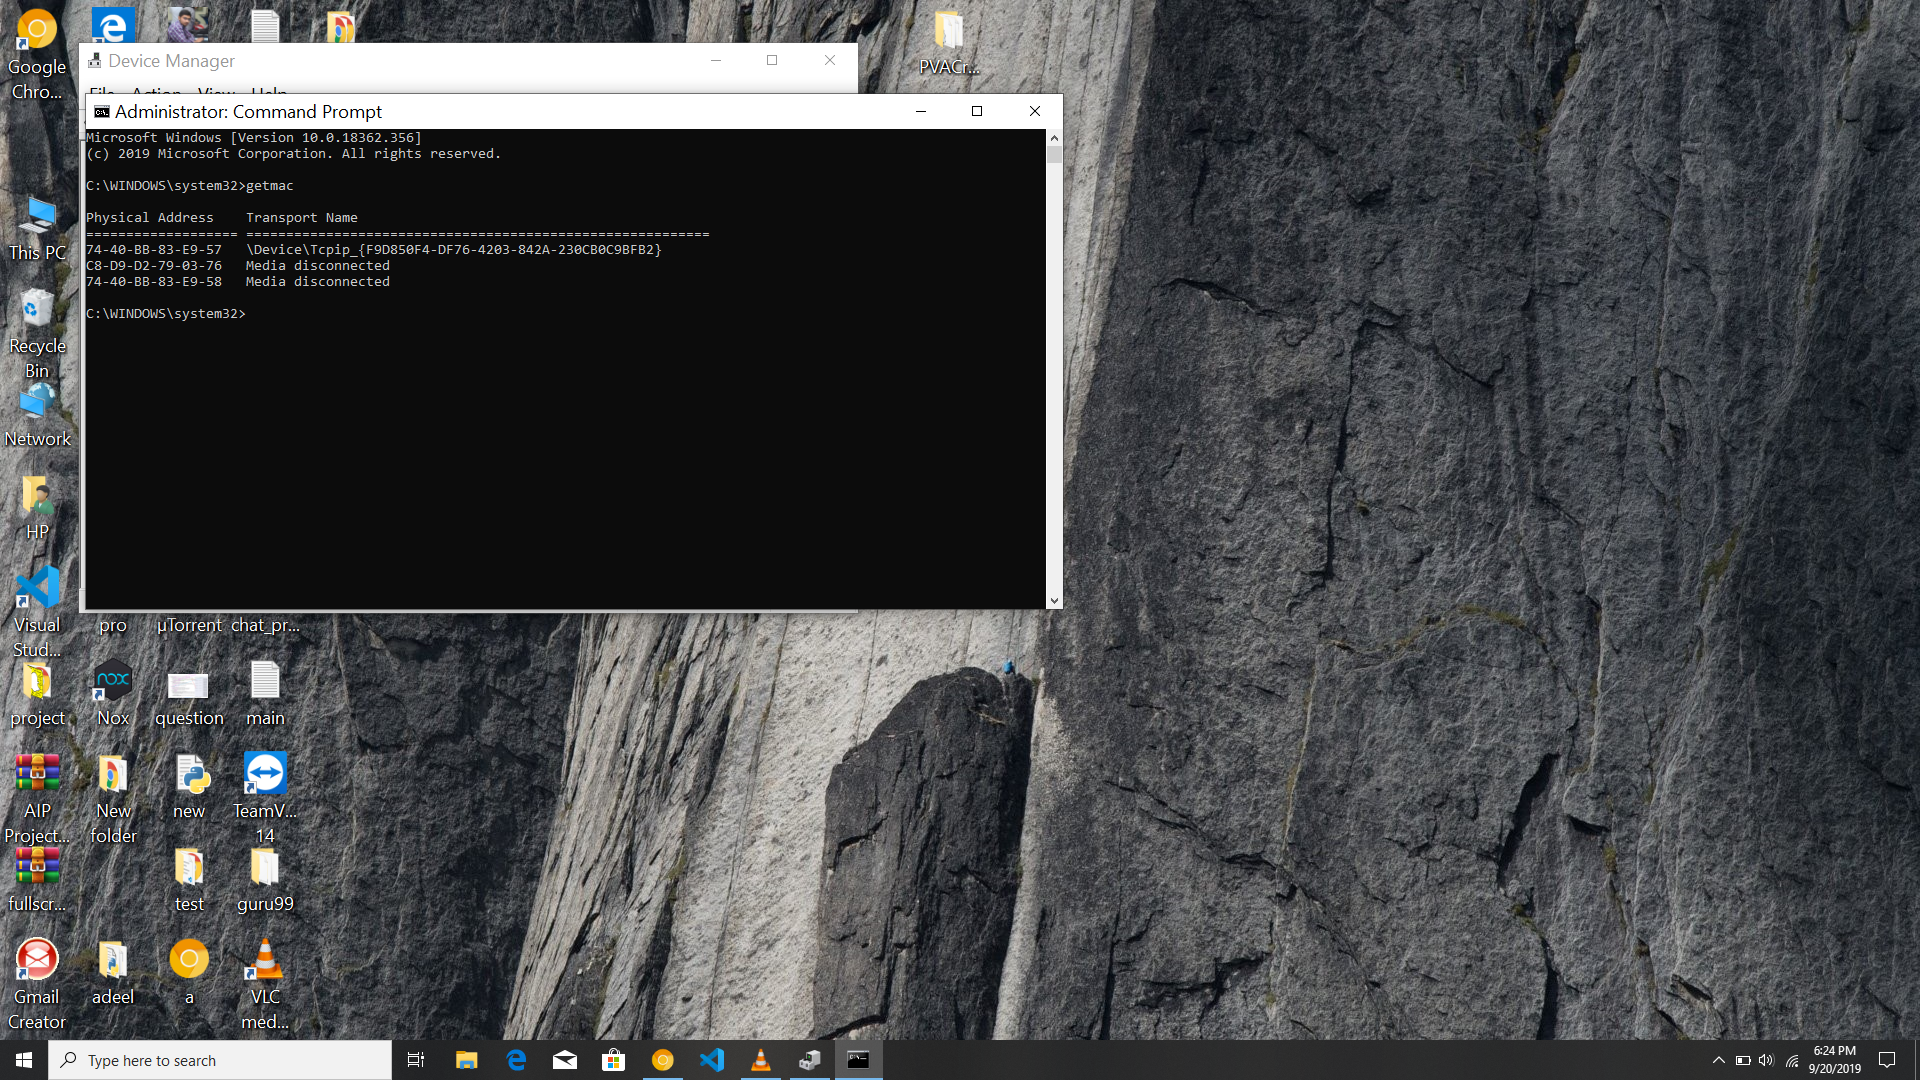 Google
Chro...
PVACr...
Device Manager
File Action View Help
Administrator: Command Prompt
Microsoft Windows [Version 10.0.18362.356]
(c) 2019 Microsoft Corporation. All rights reserved.
C:\WINDOWS\system32>getmac
Physical Address    Transport Name
=================== ==========================================================
74-40-BB-83-E9-57   \Device\Tcpip_{F9D850F4-DF76-4203-842A-230CB0C9BFB2}
C8-D9-D2-79-03-76   Media disconnected
74-40-BB-83-E9-58   Media disconnected
C:\WINDOWS\system32>
This PC
Recycle
Bin
Network
HP
Visual
Stud...
pro
µTorrent
chat_pr...
project
nox
Nox
question
main
AIP
Project...
New
folder
new
TeamV...
14
fullscr...
test
guru99
Gmail
Creator
adeel
a
VLC
med...
Type here to search
6:24 PM
9/20/2019